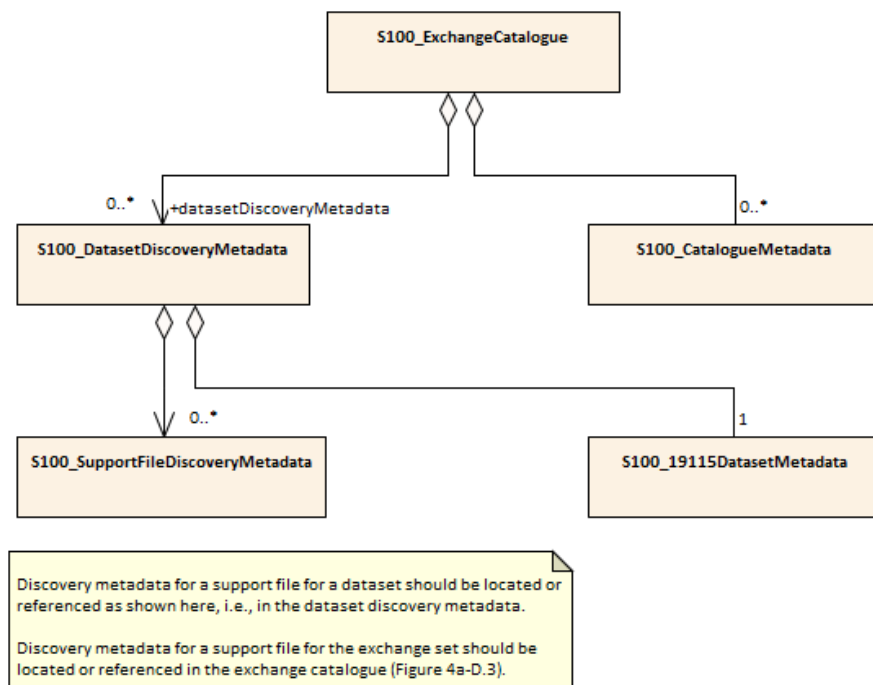 S100_ExchangeCatalogue
0..*
+datasetDiscoveryMetadata
0..*
S100_DatasetDiscoveryMetadata
S100_CatalogueMetadata
0..*
1
S100_SupportFileDiscoveryMetadata
S100_19115DatasetMetadata
Discovery metadata for a support file for a dataset should be located or
referenced as shown here, i.e., in the dataset discovery metadata.
Discovery metadata for a support file for the exchange set should be
located or referenced in the exchange catalogue (Figure 4a-D.3).